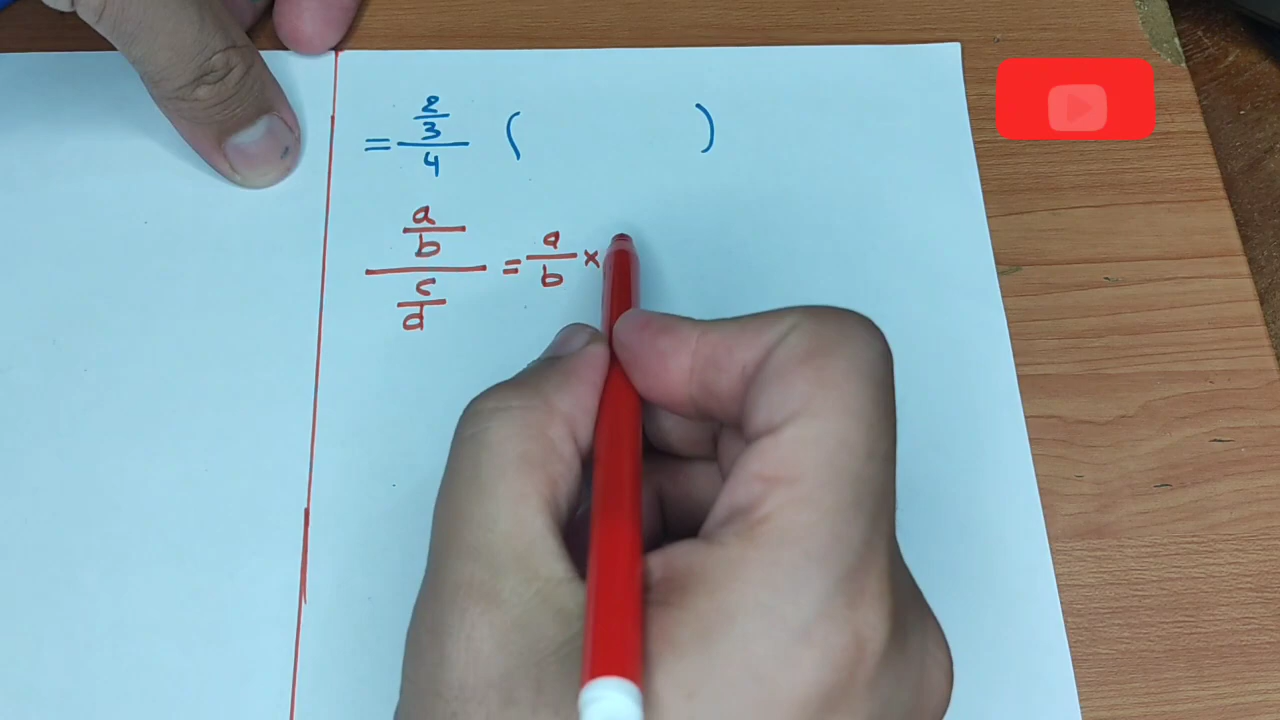 = 2/3 / 4 ( )
a/b / c/d = a/b ×